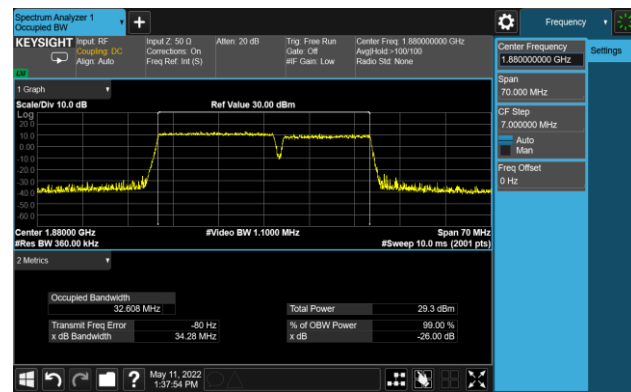 Spectrum Analyzer 1
Occupied BW
+
Frequency
KEYSIGHT
Input: RF
Coupling: DC
Align: Auto
Input Z: 50 Ω
Corrections: On
Freq Ref: Int (S)
Atten: 20 dB
Trig: Free Run
Gate: Off
#IF Gain: Low
Center Freq: 1.880000000 GHz
Avg|Hold:>100/100
Radio Std: None
LXI
Center Frequency
1.880000000 GHz
Settings
Span
70.000 MHz
CF Step
7.000000 MHz
Auto
Man
Freq Offset
0 Hz
1 Graph
Scale/Div 10.0 dB
Ref Value 30.00 dBm
Log
20.0
10.0
0.00
-10.0
-20.0
-30.0
-40.0
-50.0
-60.0
Center 1.88000 GHz
#Video BW 1.1000 MHz
Span 70 MHz
#Res BW 360.00 kHz
#Sweep 10.0 ms (2001 pts)
2 Metrics
Occupied Bandwidth
32.608 MHz
Total Power 29.3 dBm
Transmit Freq Error -80 Hz
% of OBW Power 99.00 %
x dB Bandwidth 34.28 MHz
x dB -26.00 dB
?
May 11, 2022
1:37:54 PM